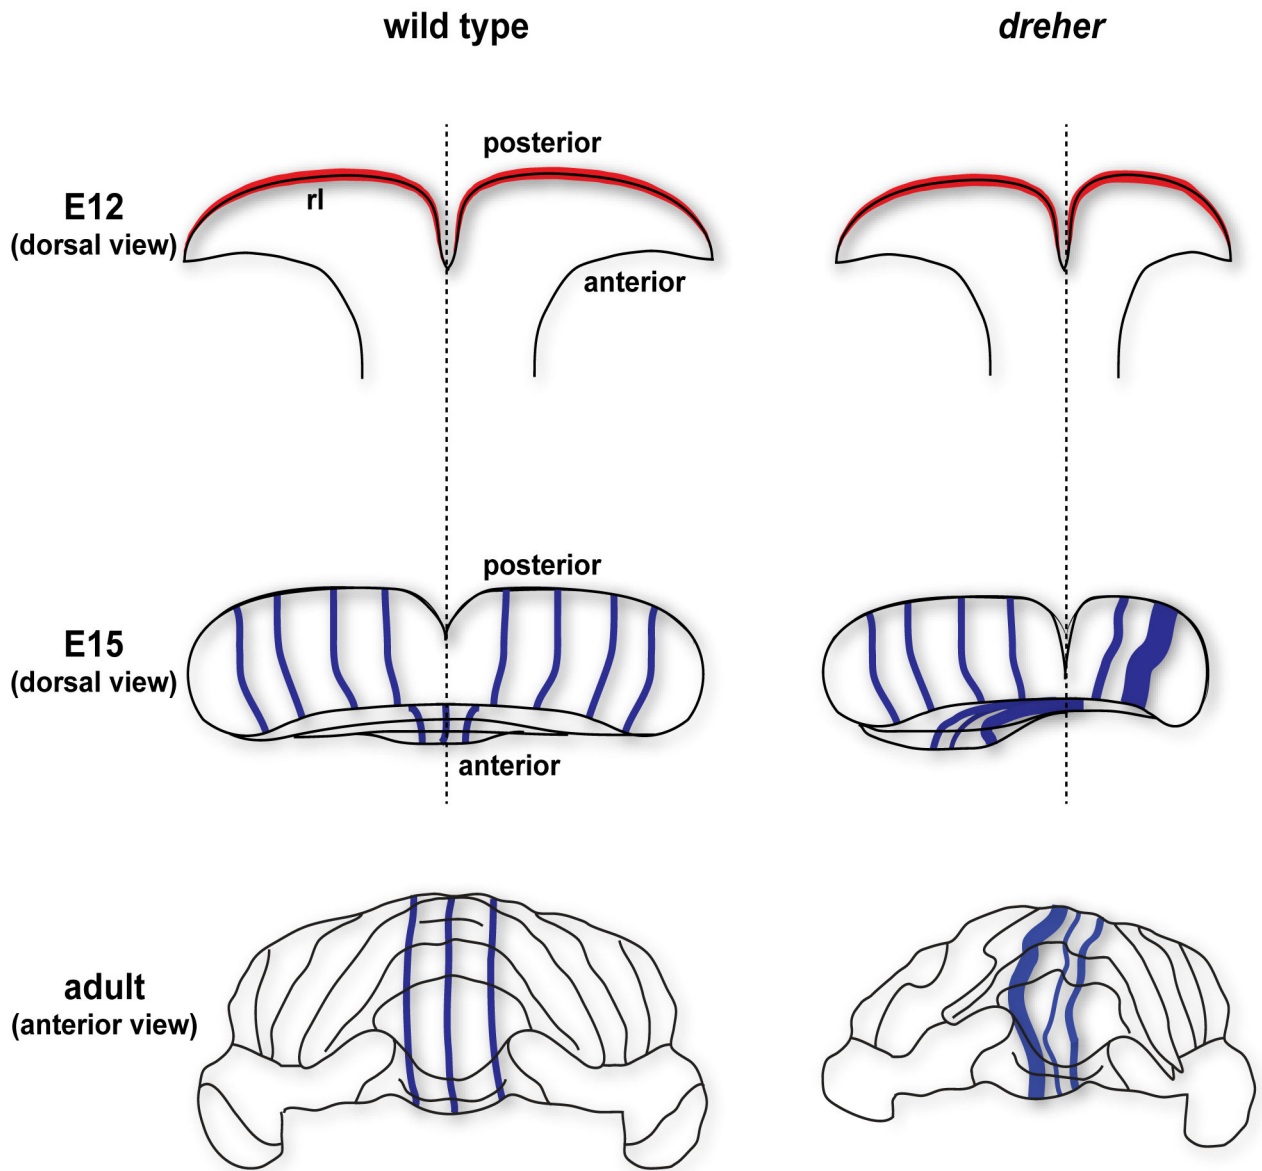 wild type
dreher
posterior
rl
E12
(dorsal view)
anterior
posterior
E15
(dorsal view)
anterior
adult
(anterior view)